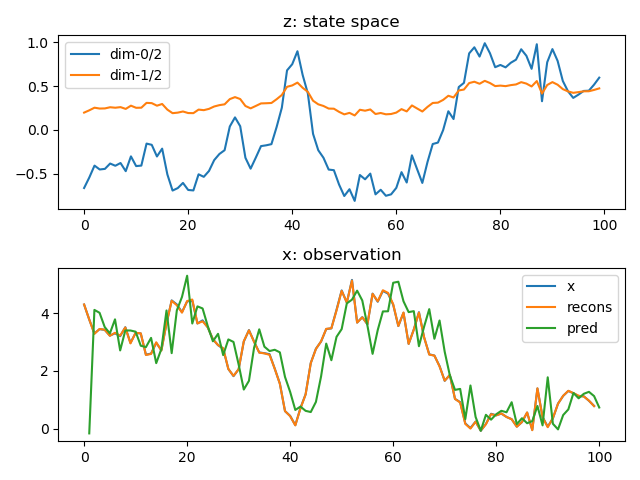 z: state space
dim-0/2
dim-1/2
1.0
0.5
0.0
−0.5
0 20 40 60 80 100
x: observation
x
recons
pred
4
2
0
0 20 40 60 80 100